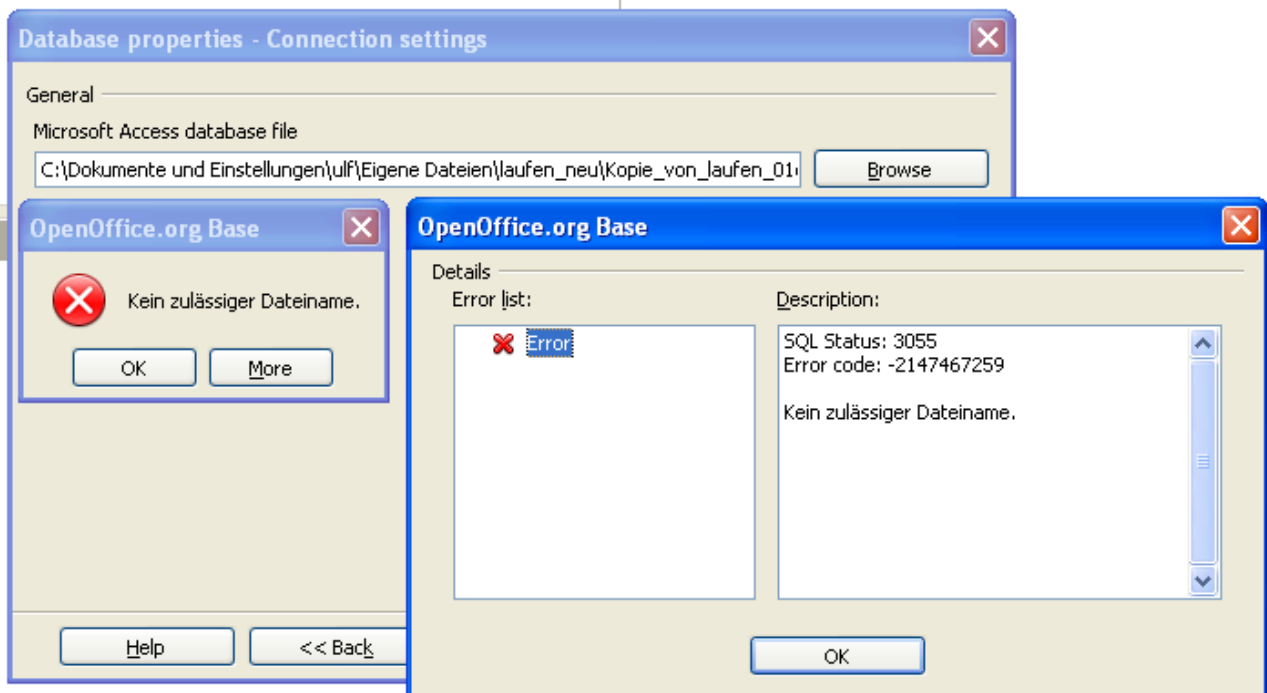 Database properties - Connection settings
General
Microsoft Access database file
C:\Dokumente und Einstellungen\ulf\Eigene Dateien\laufen_neu\Kopie_von_laufen_01
Browse
OpenOffice.org Base
Kein zulässiger Dateiname.
OK
More
OpenOffice.org Base
Details
Error list:
Description:
Error
SQL Status: 3055
Error code: -2147467259
Kein zulässiger Dateiname.
Help
<< Back
OK